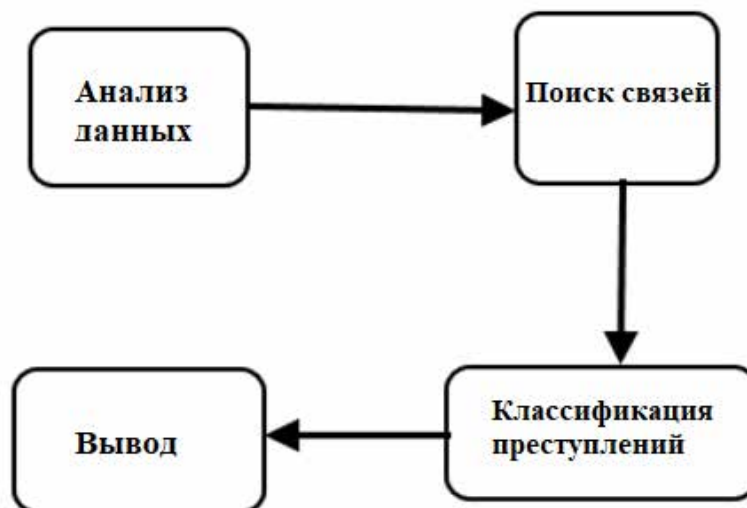 Анализ
данных
Поиск связей
Классификация
преступлений
Вывод